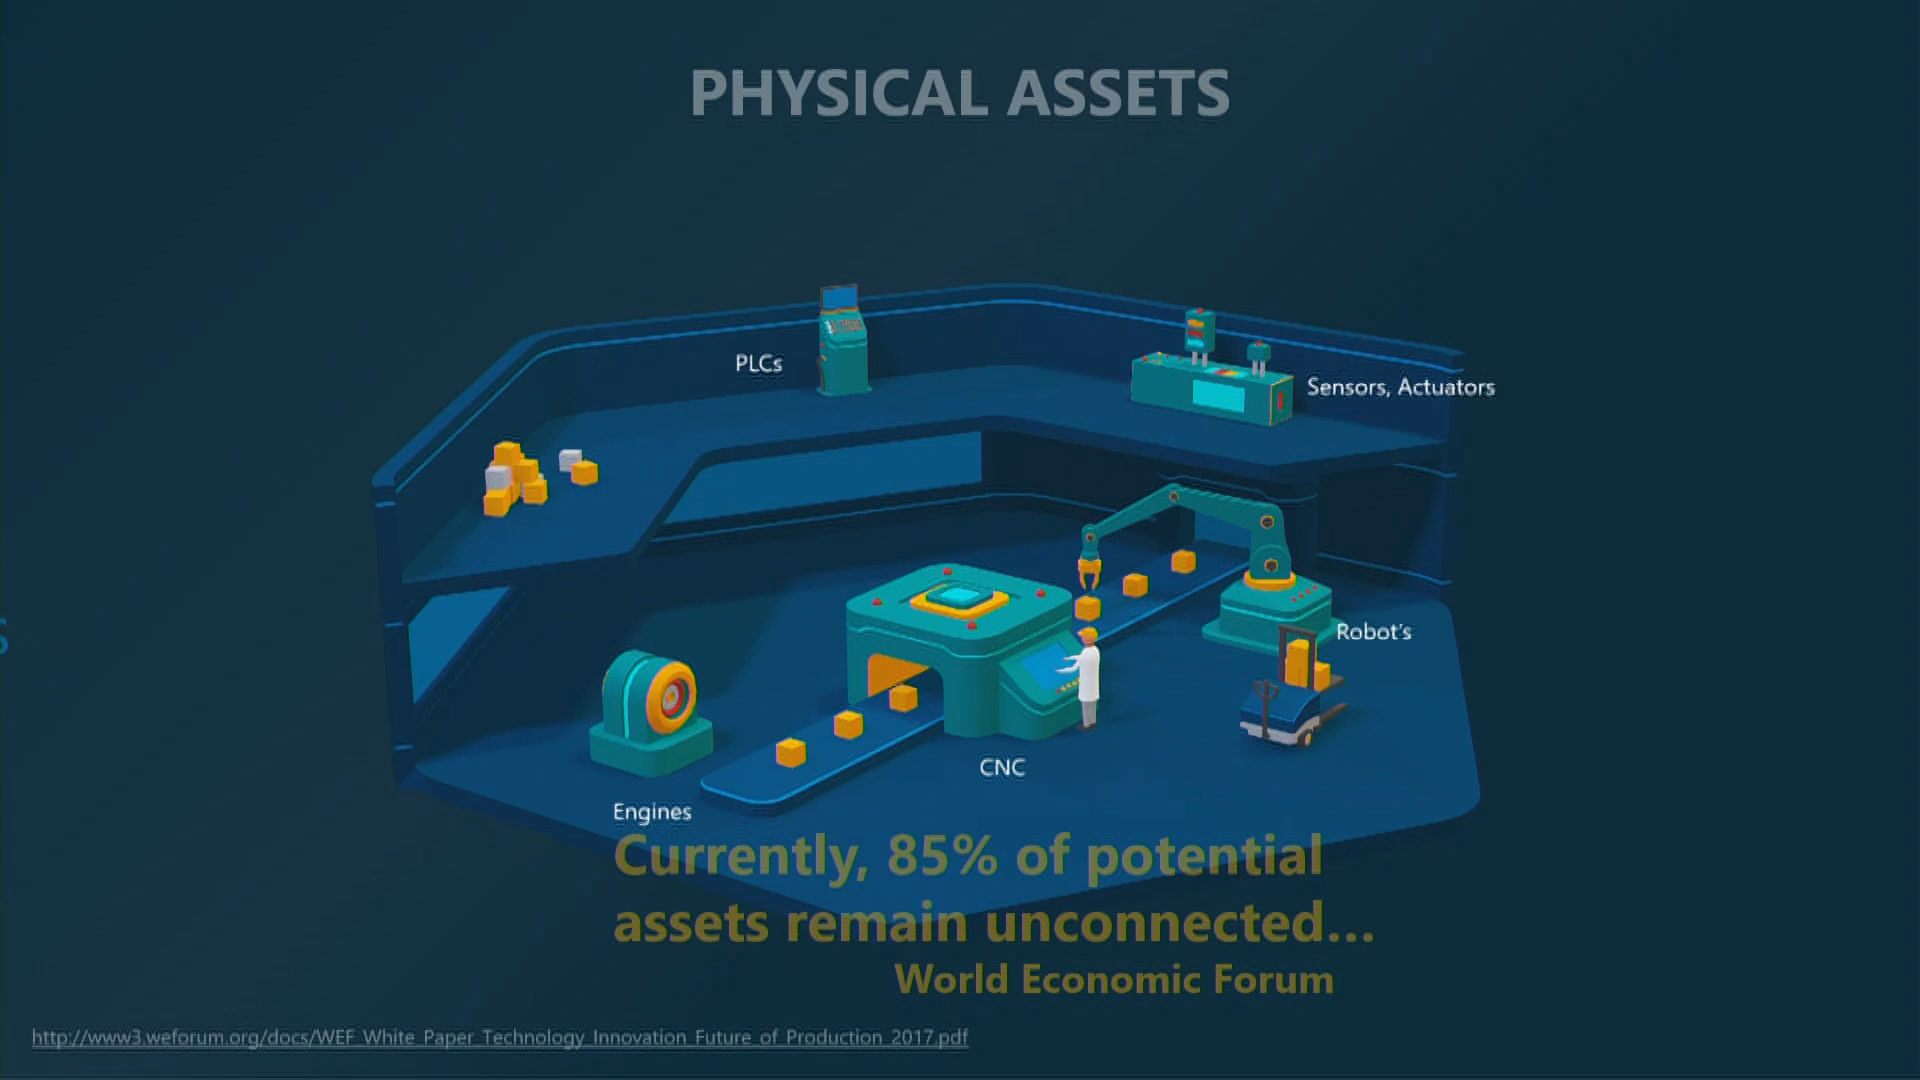 PHYSICAL ASSETS
PLCs
Sensors, Actuators
Robot's
CNC
Engines
Currently, 85% of potential
assets remain unconnected...
World Economic Forum
http://www3.weforum.org/docs/WEF_White_Paper_Technology_Innovation_Future_of_Production_2017.pdf